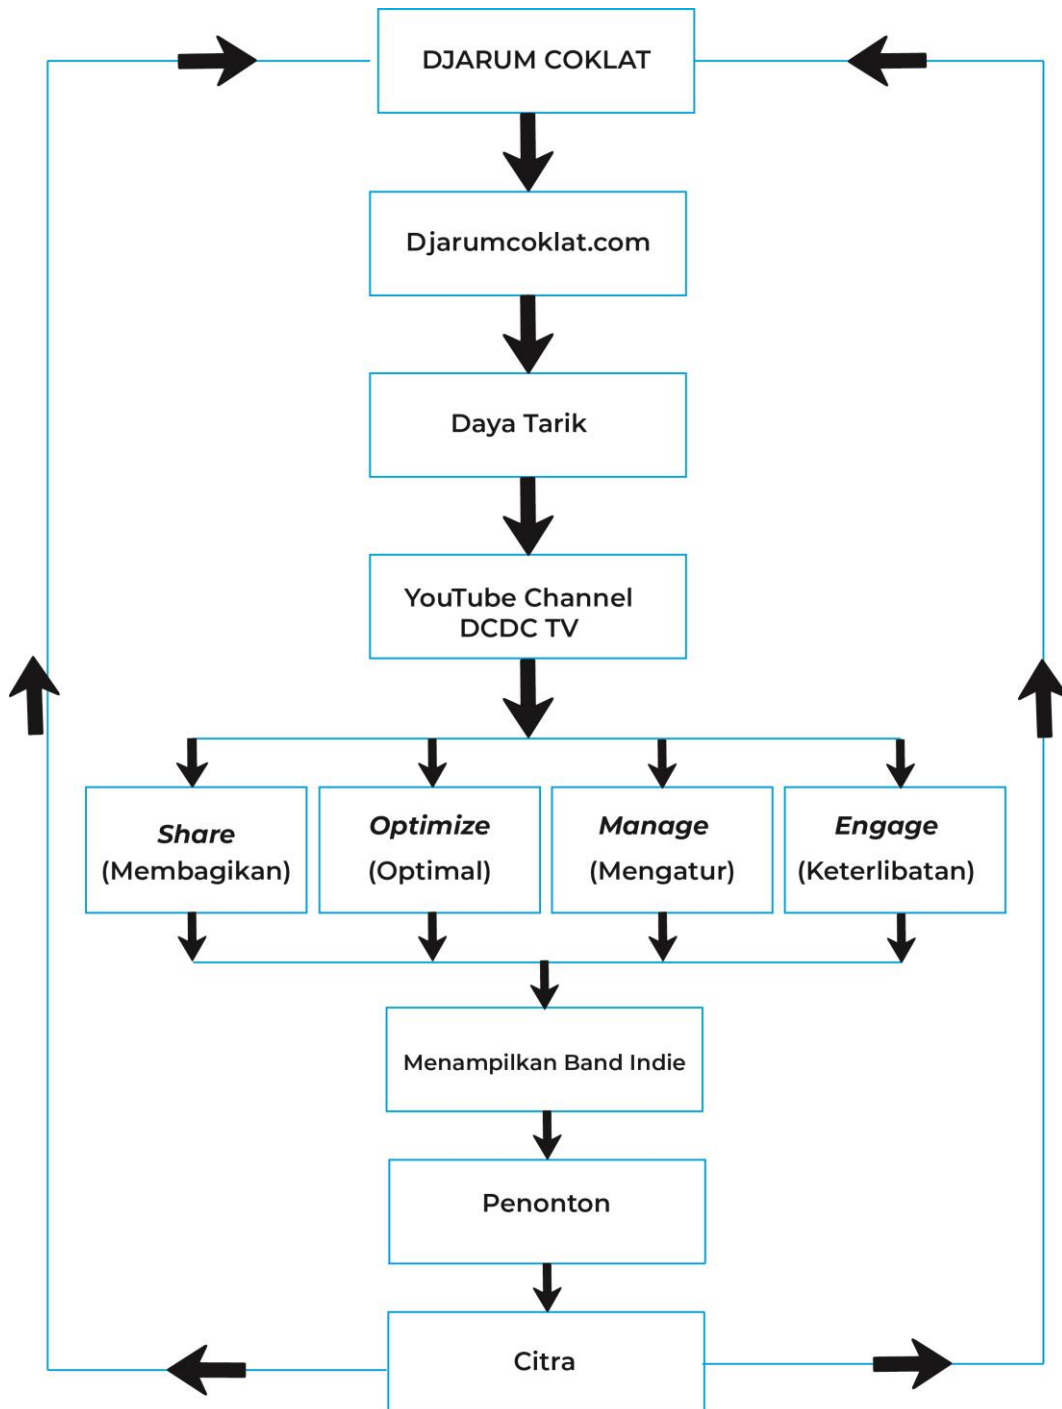 DJARUM COKLAT
Djarumcoklat.com
Daya Tarik
YouTube Channel
DCDC TV
Share
(Membagikan)
Optimize
(Optimal)
Manage
(Mengatur)
Engage
(Keterlibatan)
Menampilkan Band Indie
Penonton
Citra